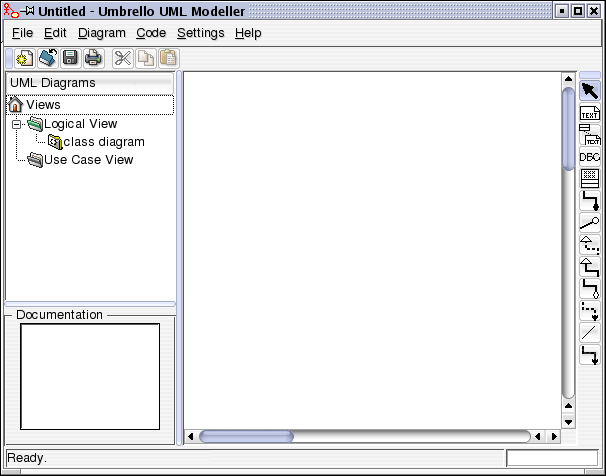 Untitled - Umbrello UML Modeller
File Edit Diagram Code Settings Help
UML Diagrams
Views
Logical View
class diagram
Use Case View
Documentation
TEXT
TEXT
DBC
Ready.